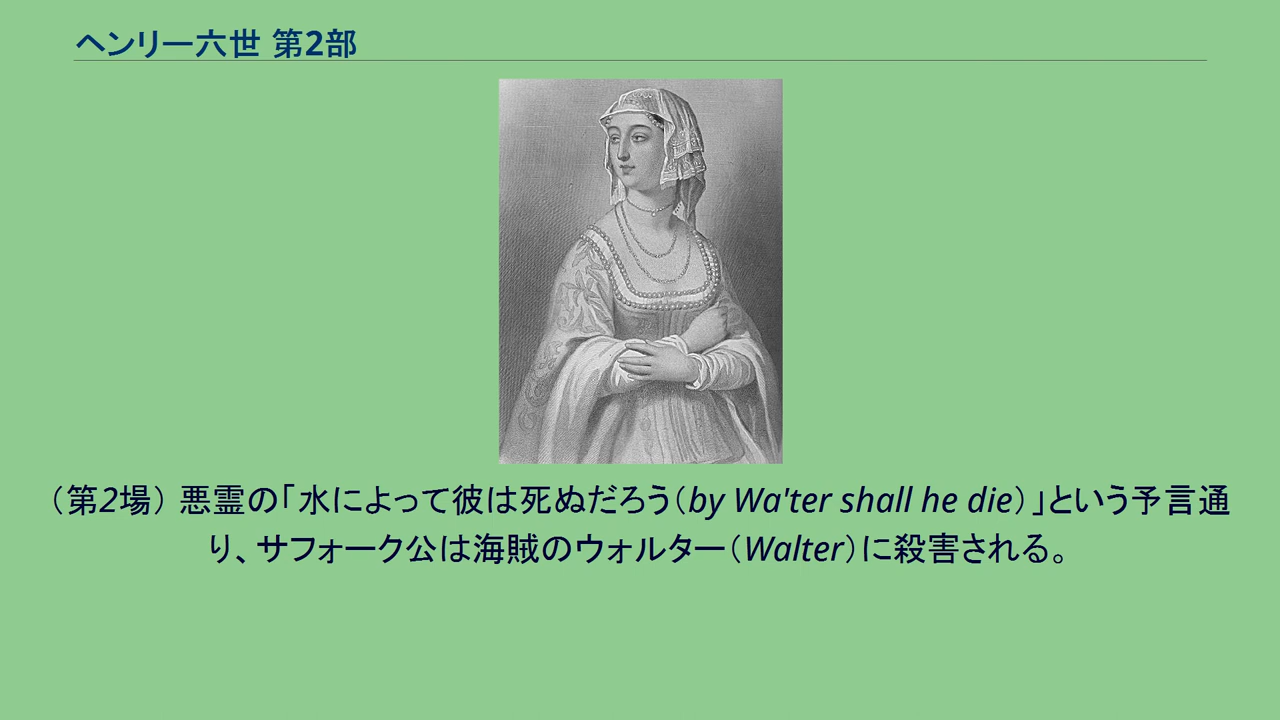 ヘンリー六世 第2部
（第2場） 悪霊の「水によって彼は死ぬだろう（by Wa'ter shall he die）」という予言通
り、サフォーク公は海賊のウォルター（Walter）に殺害される。